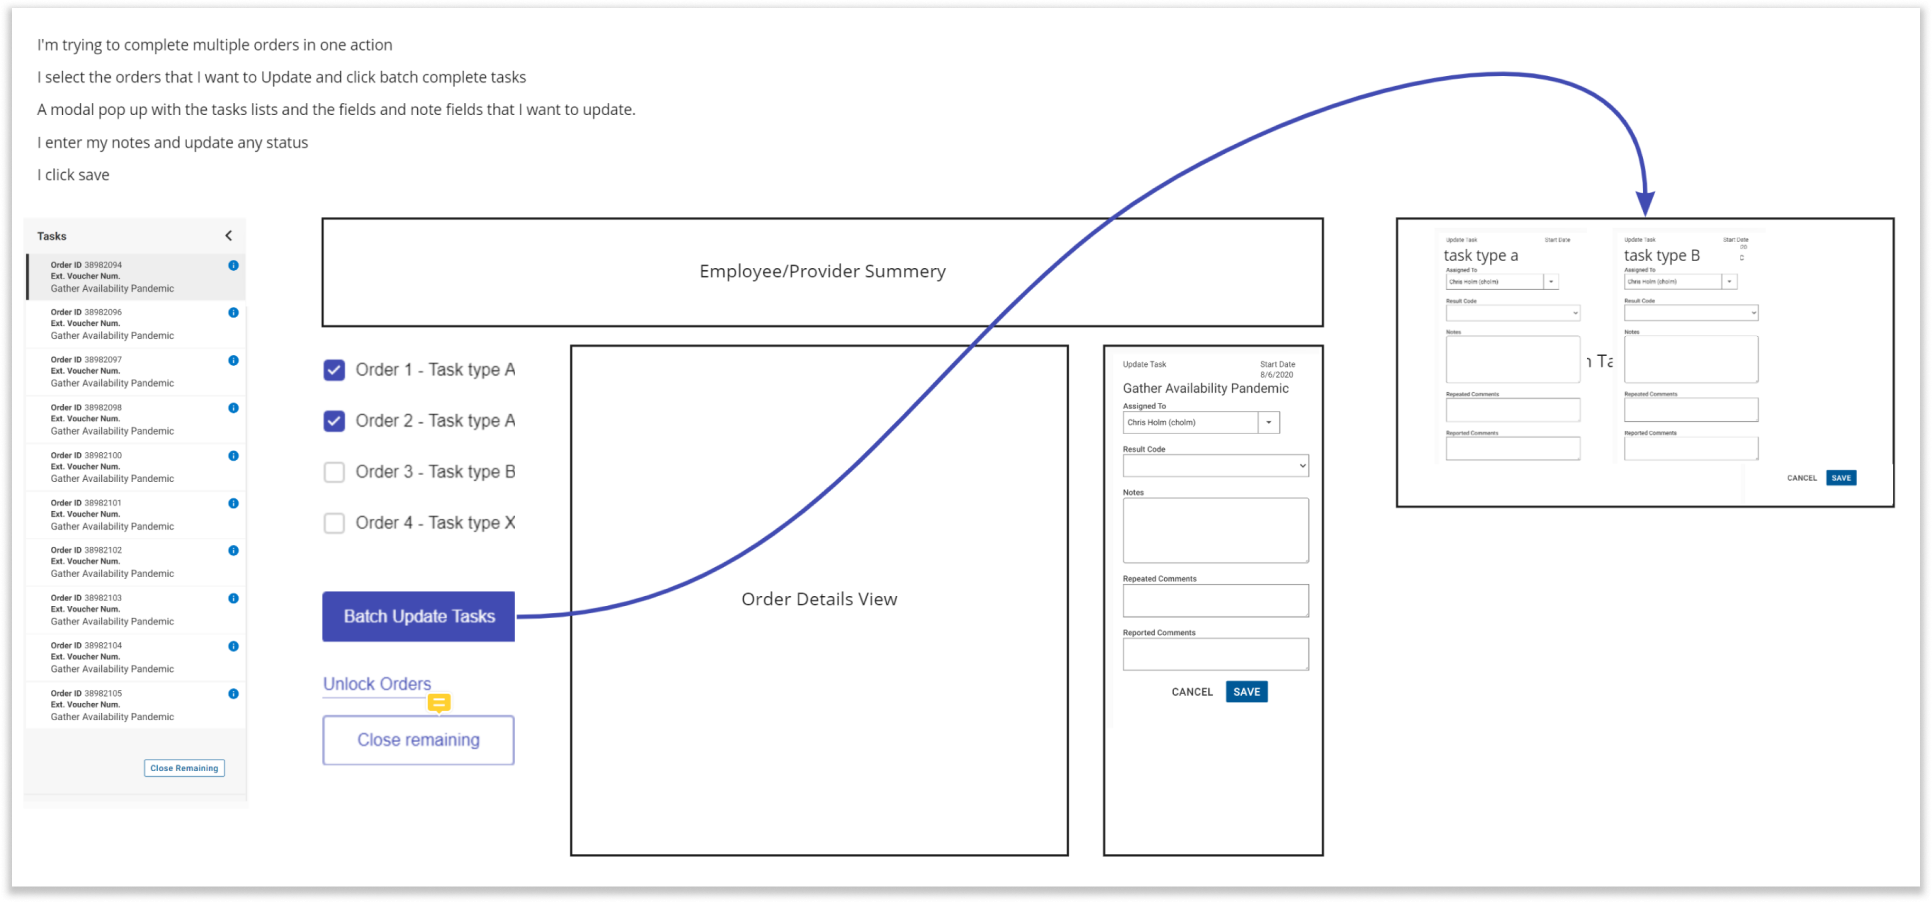 I'm trying to complete multiple orders in one action
I select the orders that I want to Update and click batch complete tasks
A modal pop up with the tasks lists and the fields and note fields that I want to update.
I enter my notes and update any status
I click save
Tasks
Order ID 38982094
Ext. Voucher Num.
Gather Availability Pandemic
Order ID 38982096
Ext. Voucher Num.
Gather Availability Pandemic
Order ID 38982097
Ext. Voucher Num.
Gather Availability Pandemic
Order ID 38982098
Ext. Voucher Num.
Gather Availability Pandemic
Order ID 38982100
Ext. Voucher Num.
Gather Availability Pandemic
Order ID 38982101
Ext. Voucher Num.
Gather Availability Pandemic
Order ID 38982102
Ext. Voucher Num.
Gather Availability Pandemic
Order ID 38982103
Ext. Voucher Num.
Gather Availability Pandemic
Order ID 38982104
Ext. Voucher Num.
Gather Availability Pandemic
Order ID 38982105
Ext. Voucher Num.
Gather Availability Pandemic
Close Remaining
Employee/Provider Summery
Order 1 - Task type A
Order 2 - Task type A
Order 3 - Task type B
Order 4 - Task type X
Batch Update Tasks
Unlock Orders
Close remaining
Order Details View
Update Task Start Date
8/6/2020
Gather Availability Pandemic
Assigned To
Chris Holm (cholm)
Result Code
Notes
Repeated Comments
Reported Comments
CANCEL SAVE
Update Task Start Date
task type a
Assigned To
Chris Holm (cholm)
Result Code
Notes
Repeated Comments
Reported Comments
Update Task Start Date
task type B
Assigned To
Chris Holm (cholm)
Result Code
Notes
Repeated Comments
Reported Comments
CANCEL SAVE